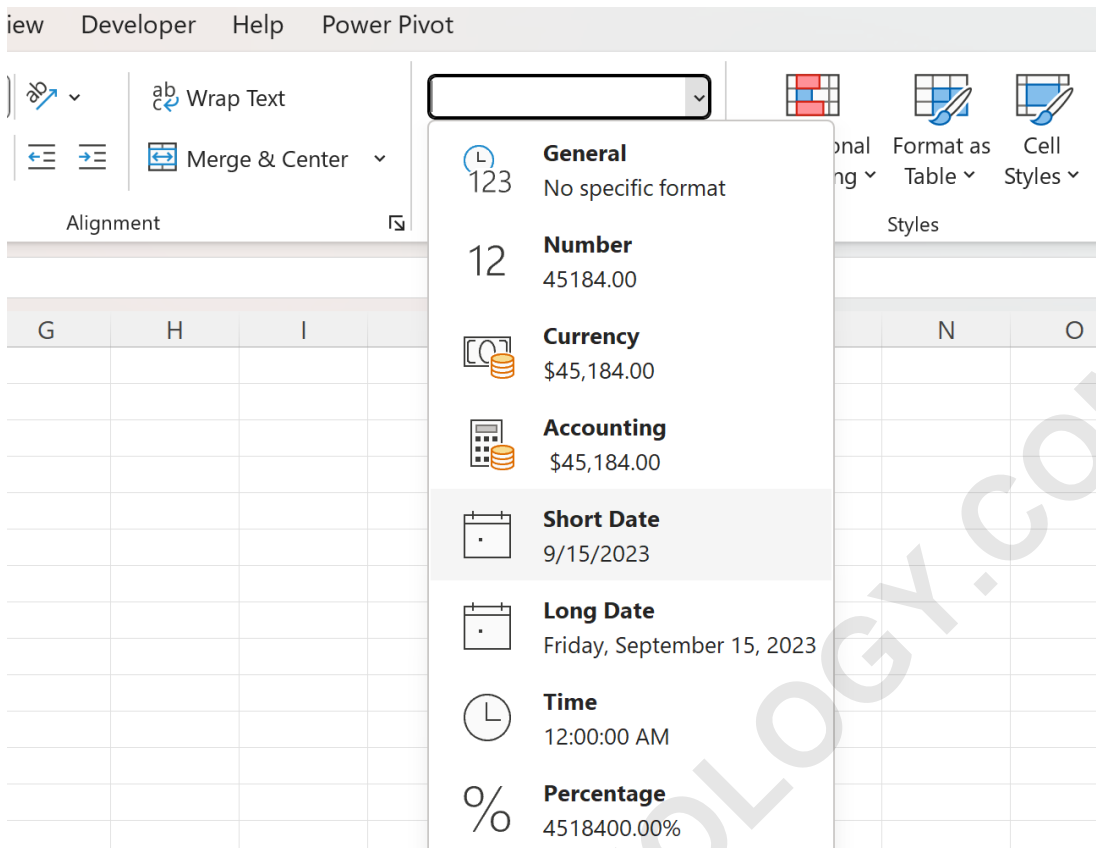 iew Developer Help Power Pivot
ab
ab
c Wrap Text
Merge & Center
Alignment
onal
ng
Format as
Table
Cell
Styles
Styles
123
General
No specific format
12
Number
45184.00
Currency
$45,184.00
Accounting
$45,184.00
Short Date
9/15/2023
Long Date
Friday, September 15, 2023
Time
12:00:00 AM
%
Percentage
4518400.00%
G H I N O
OLOGY.CO